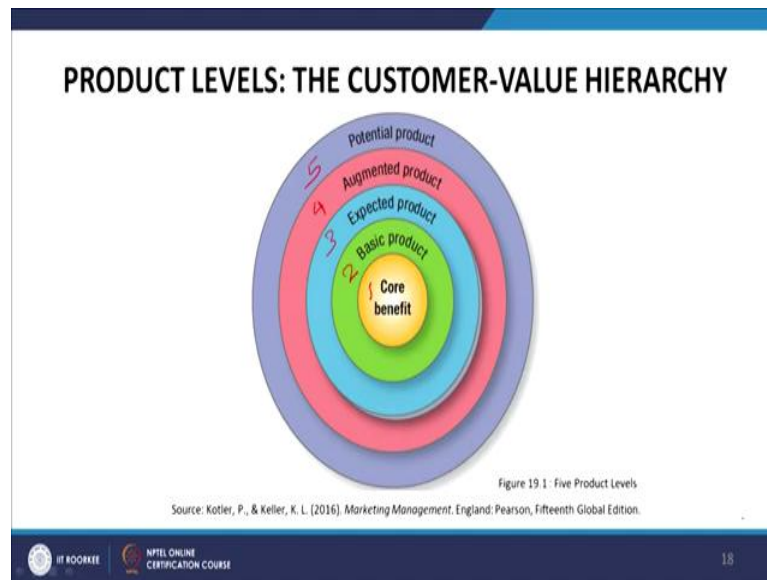 PRODUCT LEVELS: THE CUSTOMER-VALUE HIERARCHY
5 Potential product
4 Augmented product
3 Expected product
2 Basic product
1 Core
benefit
Figure 19.1 : Five Product Levels
Source: Kotler, P., & Keller, K. L. (2016). Marketing Management. England: Pearson, Fifteenth Global Edition.
IIT ROORKEE
NPTEL ONLINE
CERTIFICATION COURSE
18